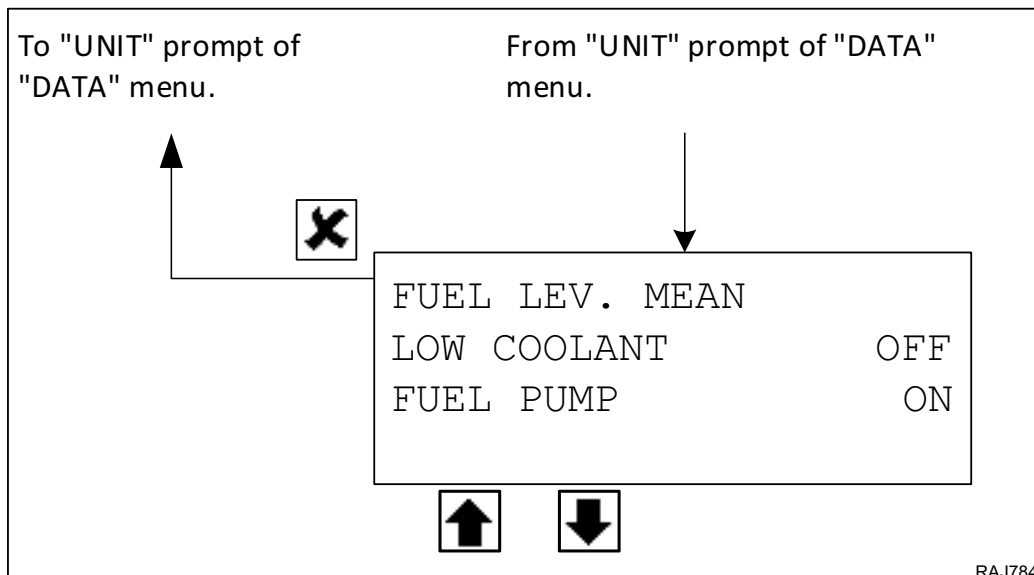 To "UNIT" prompt of
"DATA" menu.
From "UNIT" prompt of "DATA"
menu.
FUEL LEV. MEAN
LOW COOLANT OFF
FUEL PUMP ON
RAJ784